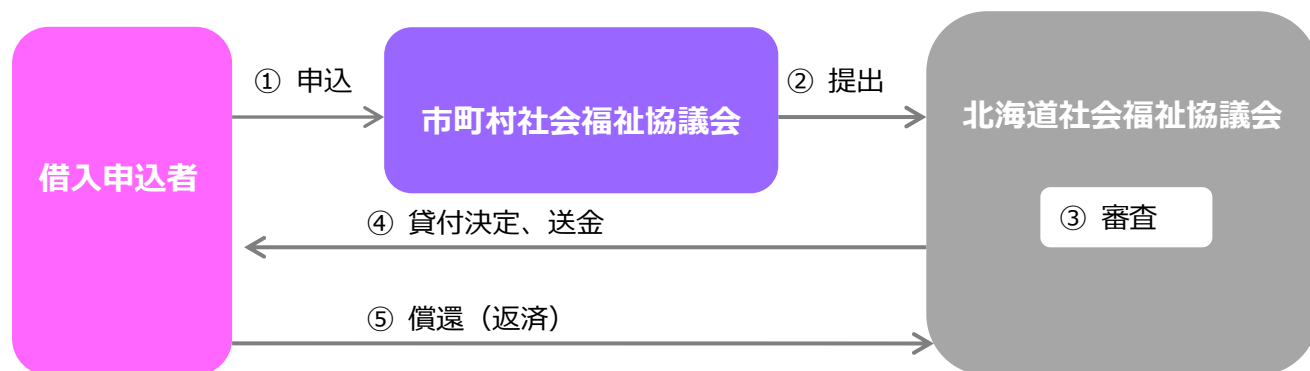 借入申込者
① 申込
市町村社会福祉協議会
② 提出
北海道社会福祉協議会
③ 審査
④ 貸付決定、送金
⑤ 償還（返済）